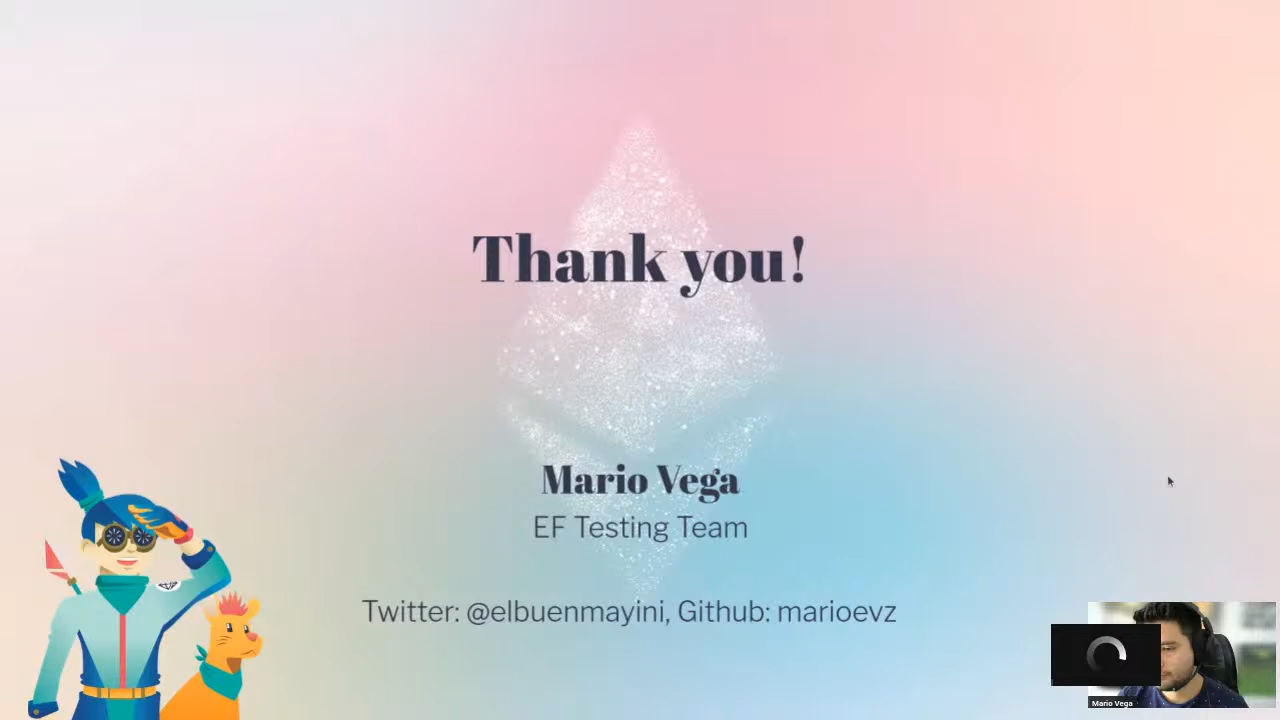 Thank you!
Mario Vega
EF Testing Team
Twitter: @elbuenmayini, Github: marioevz
Mario Vega